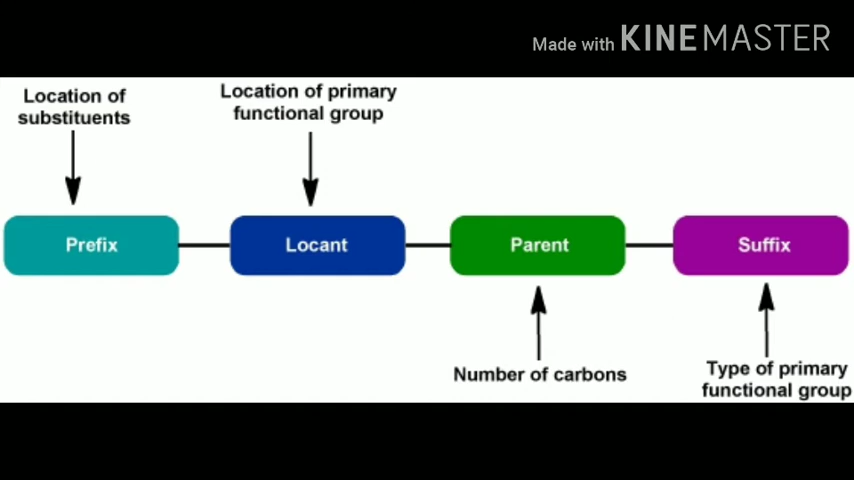 Made with KINEMASTER
Location of
substituents
Location of primary
functional group
Prefix
Locant
Parent
Suffix
Number of carbons
Type of primary
functional group